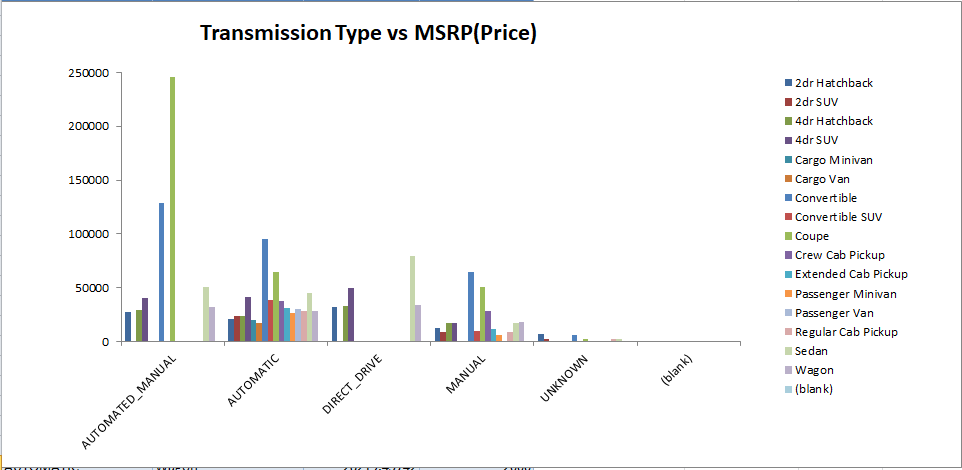 Transmission Type vs MSRP(Price)
250000
200000
150000
100000
50000
0
AUTOMATED_MANUAL
AUTOMATIC
DIRECT_DRIVE
MANUAL
UNKNOWN
(blank)
2dr Hatchback
2dr SUV
4dr Hatchback
4dr SUV
Cargo Minivan
Cargo Van
Convertible
Convertible SUV
Coupe
Crew Cab Pickup
Extended Cab Pickup
Passenger Minivan
Passenger Van
Regular Cab Pickup
Sedan
Wagon
(blank)